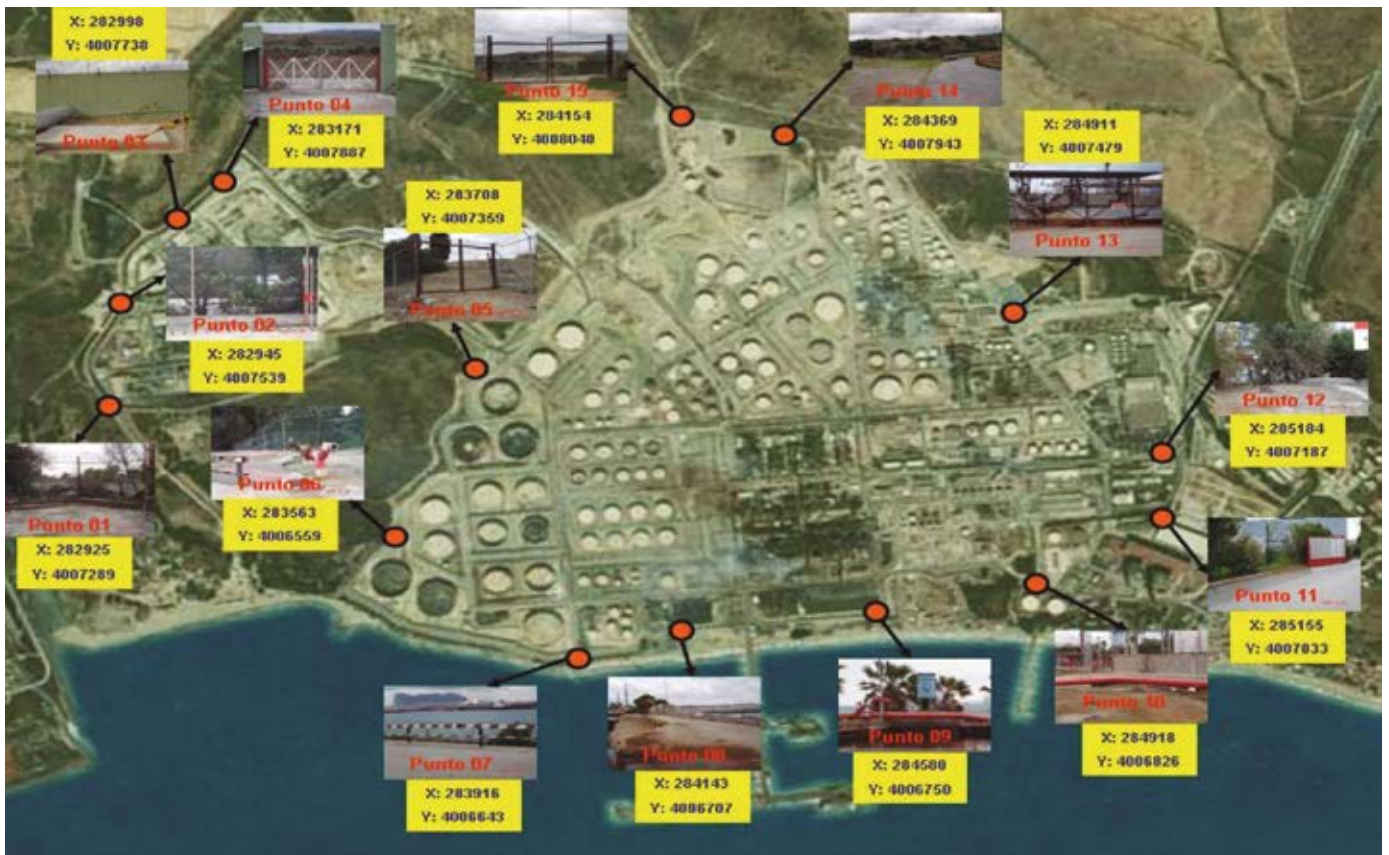 X: 282998
Y: 4007738
Punto 03
Punto 04
X: 283171
Y: 4007887
Punto 19
X: 284154
Y: 4008040
Punto 14
X: 284369
Y: 4007943
X: 284911
Y: 4007479
Punto 13
X: 283708
Y: 4007359
Punto 05
Punto 02
X: 282945
Y: 4007539
Punto 12
X: 285184
Y: 4007187
Punto 06
X: 283563
Y: 4006559
Punto 01
X: 282925
Y: 4007289
Punto 11
X: 285155
Y: 4007033
Punto 07
X: 283916
Y: 4006643
Punto 08
X: 284143
Y: 4006707
Punto 09
X: 284580
Y: 4006750
Punto 10
X: 284918
Y: 4006826